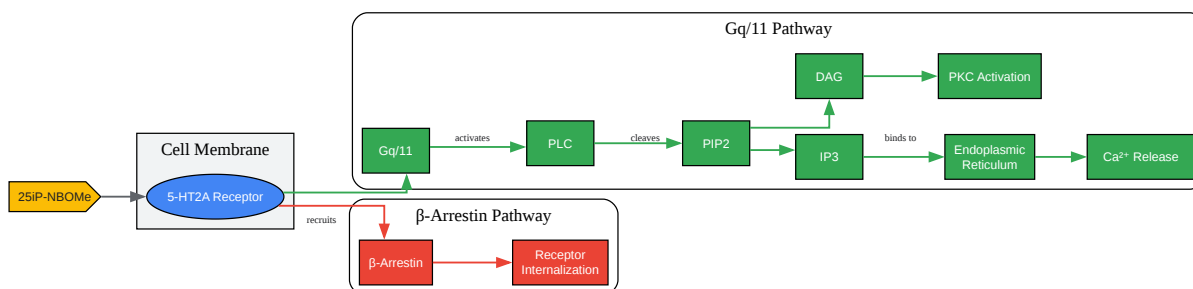 Gq/11 Pathway
DAG
PKC Activation
Gq/11
activates
PLC
cleaves
PIP2
IP3
binds to
Endoplasmic
Reticulum
Ca²⁺ Release
Cell Membrane
25iP-NBOMe
5-HT2A Receptor
recruits
β-Arrestin Pathway
β-Arrestin
Receptor
Internalization